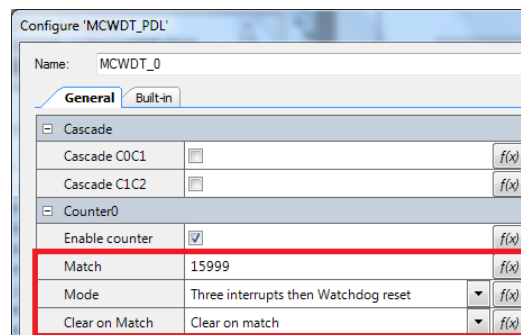 Configure 'MCWDT_PDL'
Name: MCWDT_0
General Built-in
Cascade
Cascade C0C1 f(x)
Cascade C1C2 f(x)
Counter0
Enable counter f(x)
Match 15999 f(x)
Mode Three interrupts then Watchdog reset f(x)
Clear on Match Clear on match f(x)